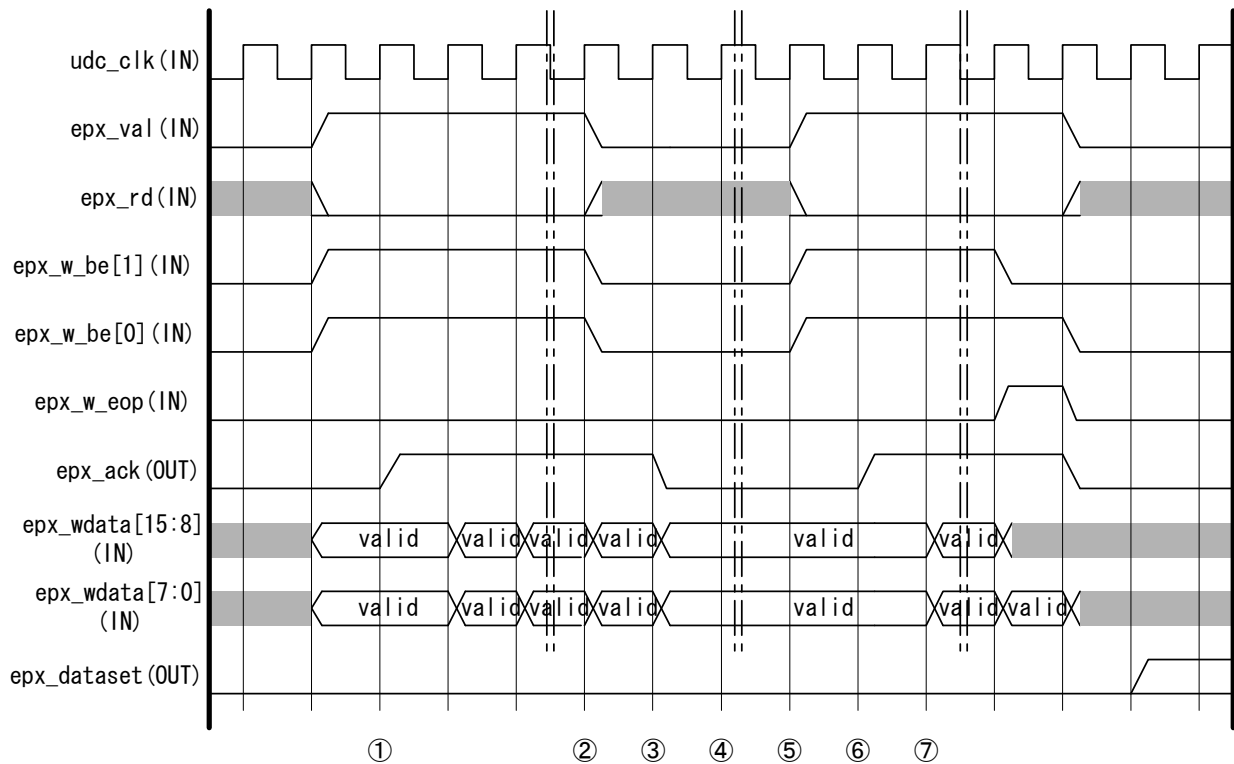 udc_clk(IN)
epx_val(IN)
epx_rd(IN)
epx_w_be[1](IN)
epx_w_be[0](IN)
epx_w_eop(IN)
epx_ack(OUT)
epx_wdata[15:8]
(IN)
valid valid valid valid valid valid
epx_wdata[7:0]
(IN)
valid valid valid valid valid valid valid
epx_dataset(OUT)
① ② ③ ④ ⑤ ⑥ ⑦